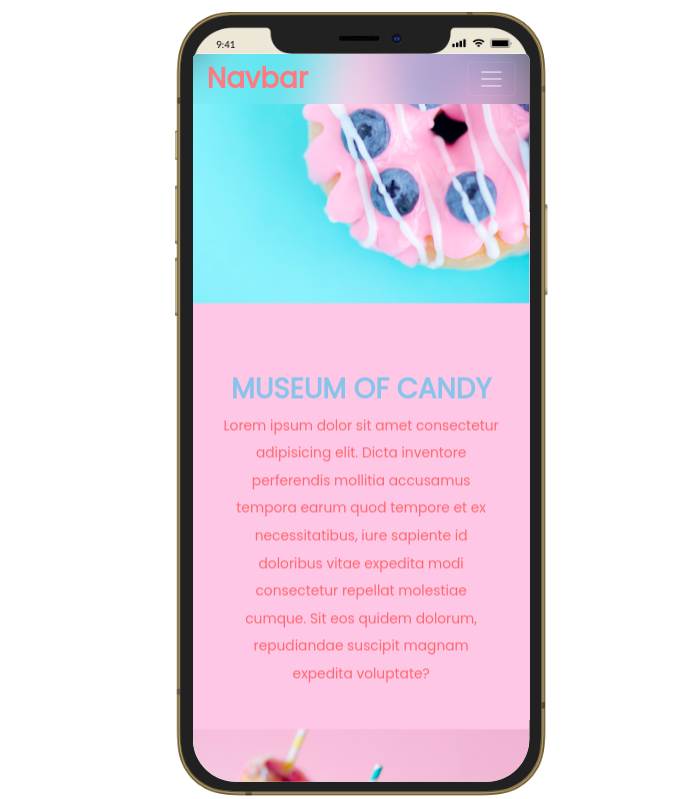 9:41
Navbar
MUSEUM OF CANDY
Lorem ipsum dolor sit amet consectetur
adipisicing elit. Dicta inventore
perferendis mollitia accusamus
tempora earum quod tempore et ex
necessitatibus, iure sapiente id
doloribus vitae expedita modi
consectetur repellat molestiae
cumque. Sit eos quidem dolorum,
repudiandae suscipit magnam
expedita voluptate?